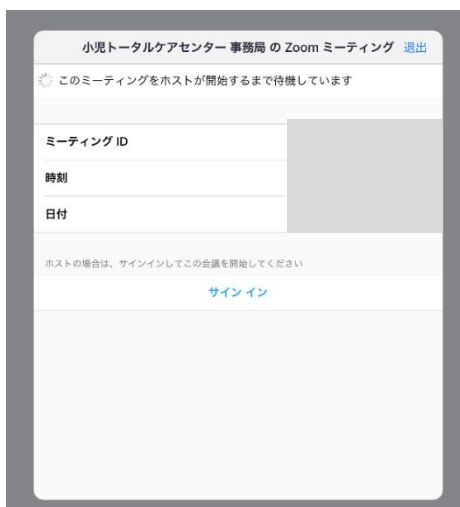 小児トータルケアセンター 事務局 の Zoom ミーティング 退出
このミーティングをホストが開始するまで待機しています
ミーティング ID
時刻
日付
ホストの場合は、サインインしてこの会議を開始してください
サイン イン